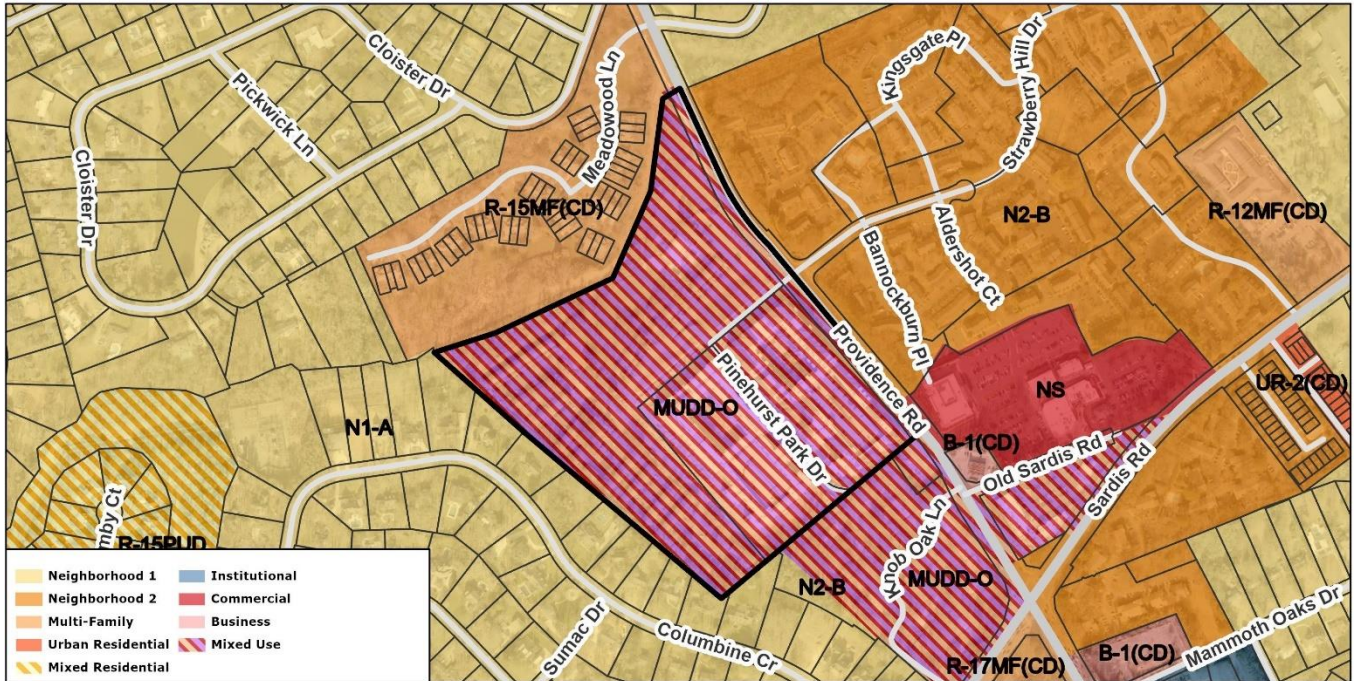 Cloister Dr
Pickwick Ln
Cloister Dr
Meadowood Ln
R-15MF(CD)
Kingsgate Pl
Strawberry Hill Dr
N2-B
R-12MF(CD)
Aldershot Ct
Bannockburn Pl
Providence Rd
MUDD-O
Pinehurst Park Dr
NS
UR-2(CD)
B-1(CD)
Old Sardis Rd
Sardis Rd
N1-A
mby Ct
R-15PUD
Knob Oak Ln
N2-B
MUDD-O
Columbine Cr
Sumac Dr
R-17MF(CD)
B-1(CD)
Mammoth Oaks Dr
Neighborhood 1
Neighborhood 2
Multi-Family
Urban Residential
Mixed Residential
Institutional
Commercial
Business
Mixed Use